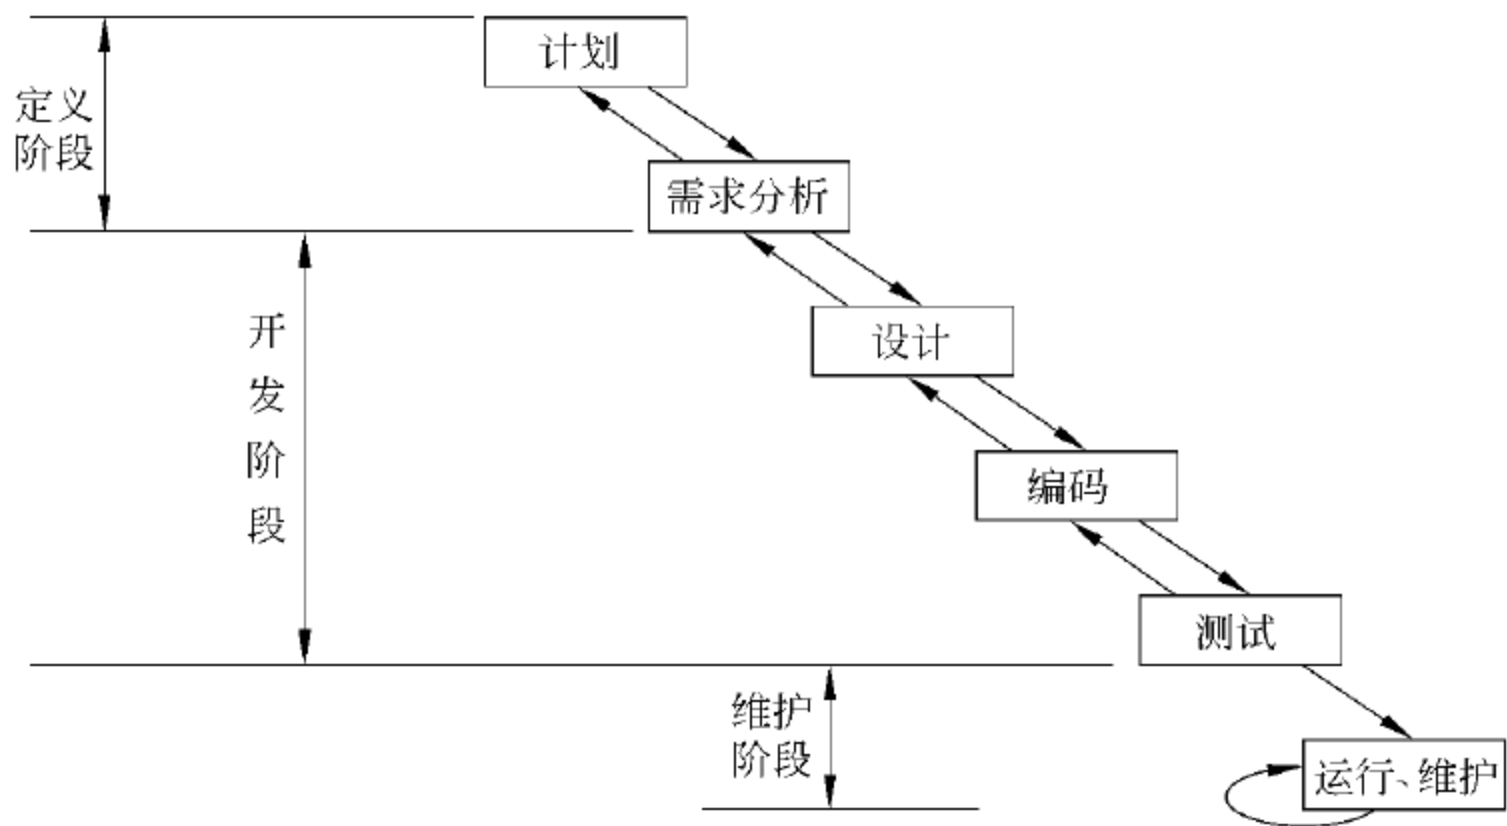 计划
定义
阶段
需求分析
开
发
阶
段
设计
编码
测试
维护
阶段
运行、维护